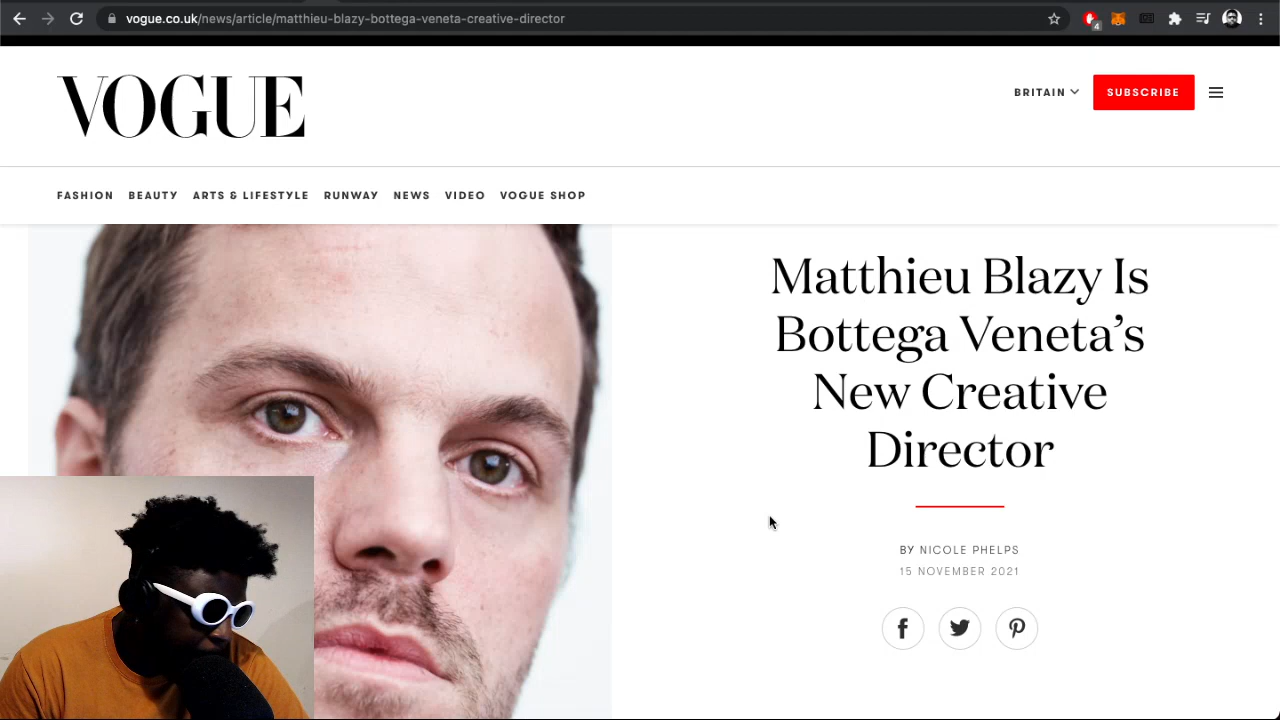 vogue.co.uk/news/article/matthieu-blazy-bottega-veneta-creative-director
4
VOGUE
BRITAIN
SUBSCRIBE
FASHION BEAUTY ARTS & LIFESTYLE RUNWAY NEWS VIDEO VOGUE SHOP
Matthieu Blazy Is
Bottega Veneta’s
New Creative
Director
BY NICOLE PHELPS
15 NOVEMBER 2021